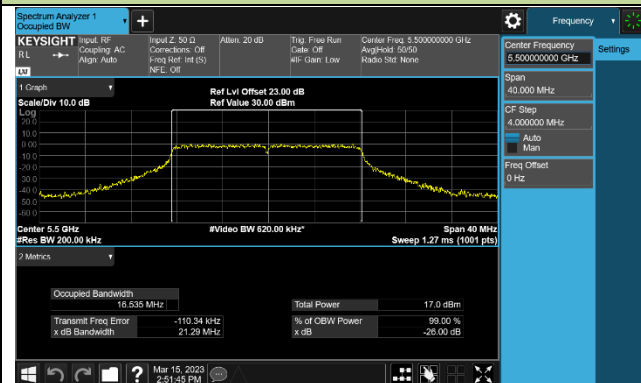 Spectrum Analyzer 1
Occupied BW
+
Frequency
KEYSIGHT
RL
Input: RF
Coupling: AC
Align: Auto
Input Z: 50 Ω
Corrections: Off
Freq Ref: Int (S)
NFE: Off
Atten: 20 dB
Trig: Free Run
Gate: Off
#IF Gain: Low
Center Freq: 5.500000000 GHz
Avg|Hold: 50/50
Radio Std: None
Center Frequency
5.500000000 GHz
Settings
Span
40.000 MHz
CF Step
4.000000 MHz
Auto
Man
Freq Offset
0 Hz
1 Graph
Scale/Div 10.0 dB
Ref Lvl Offset 23.00 dB
Ref Value 30.00 dBm
Log
20.0
10.0
0.00
-10.0
-20.0
-30.0
-40.0
-50.0
-60.0
Center 5.5 GHz
#Res BW 200.00 kHz
#Video BW 620.00 kHz*
Span 40 MHz
Sweep 1.27 ms (1001 pts)
2 Metrics
Occupied Bandwidth
16.535 MHz
Total Power 17.0 dBm
Transmit Freq Error -110.34 kHz
% of OBW Power 99.00 %
x dB Bandwidth 21.29 MHz
x dB -26.00 dB
?
Mar 15, 2023
2:51:45 PM